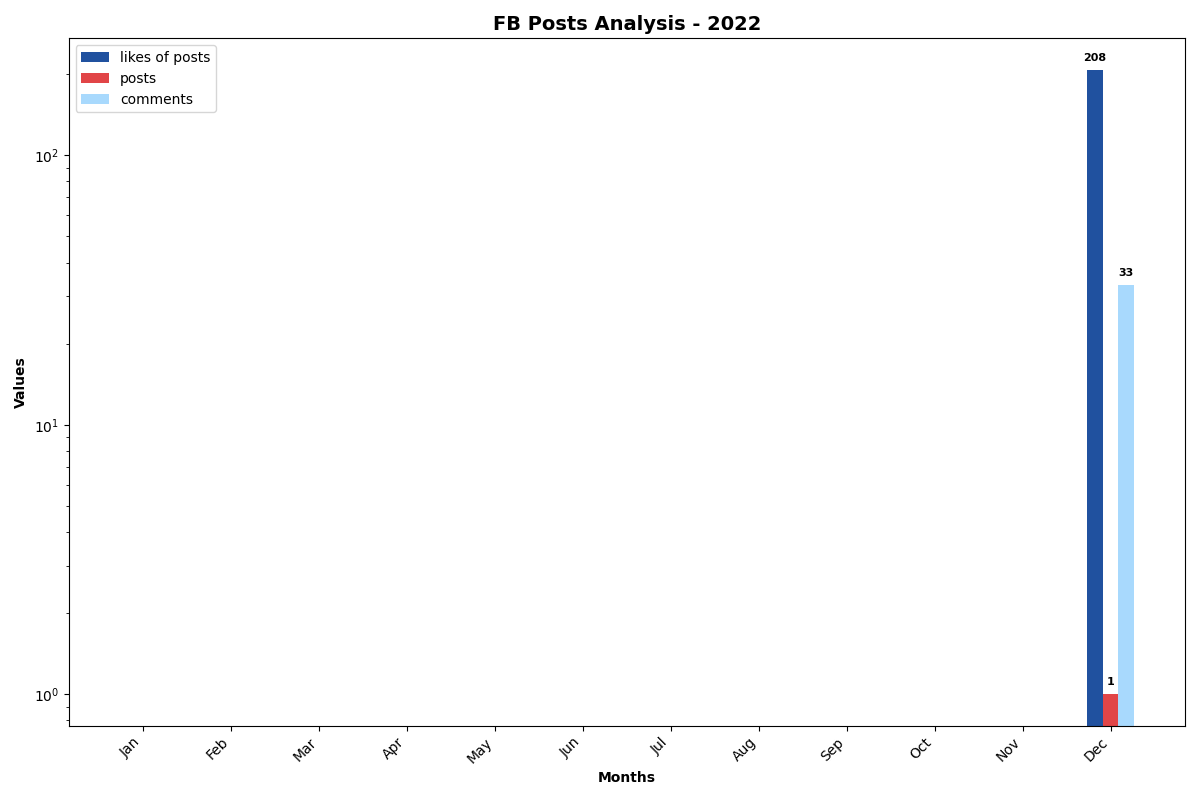 FB Posts Analysis - 2022
likes of posts
posts
comments
208
33
1
10²
10¹
10⁰
Values
Jan
Feb
Mar
Apr
May
Jun
Jul
Aug
Sep
Oct
Nov
Dec
Months